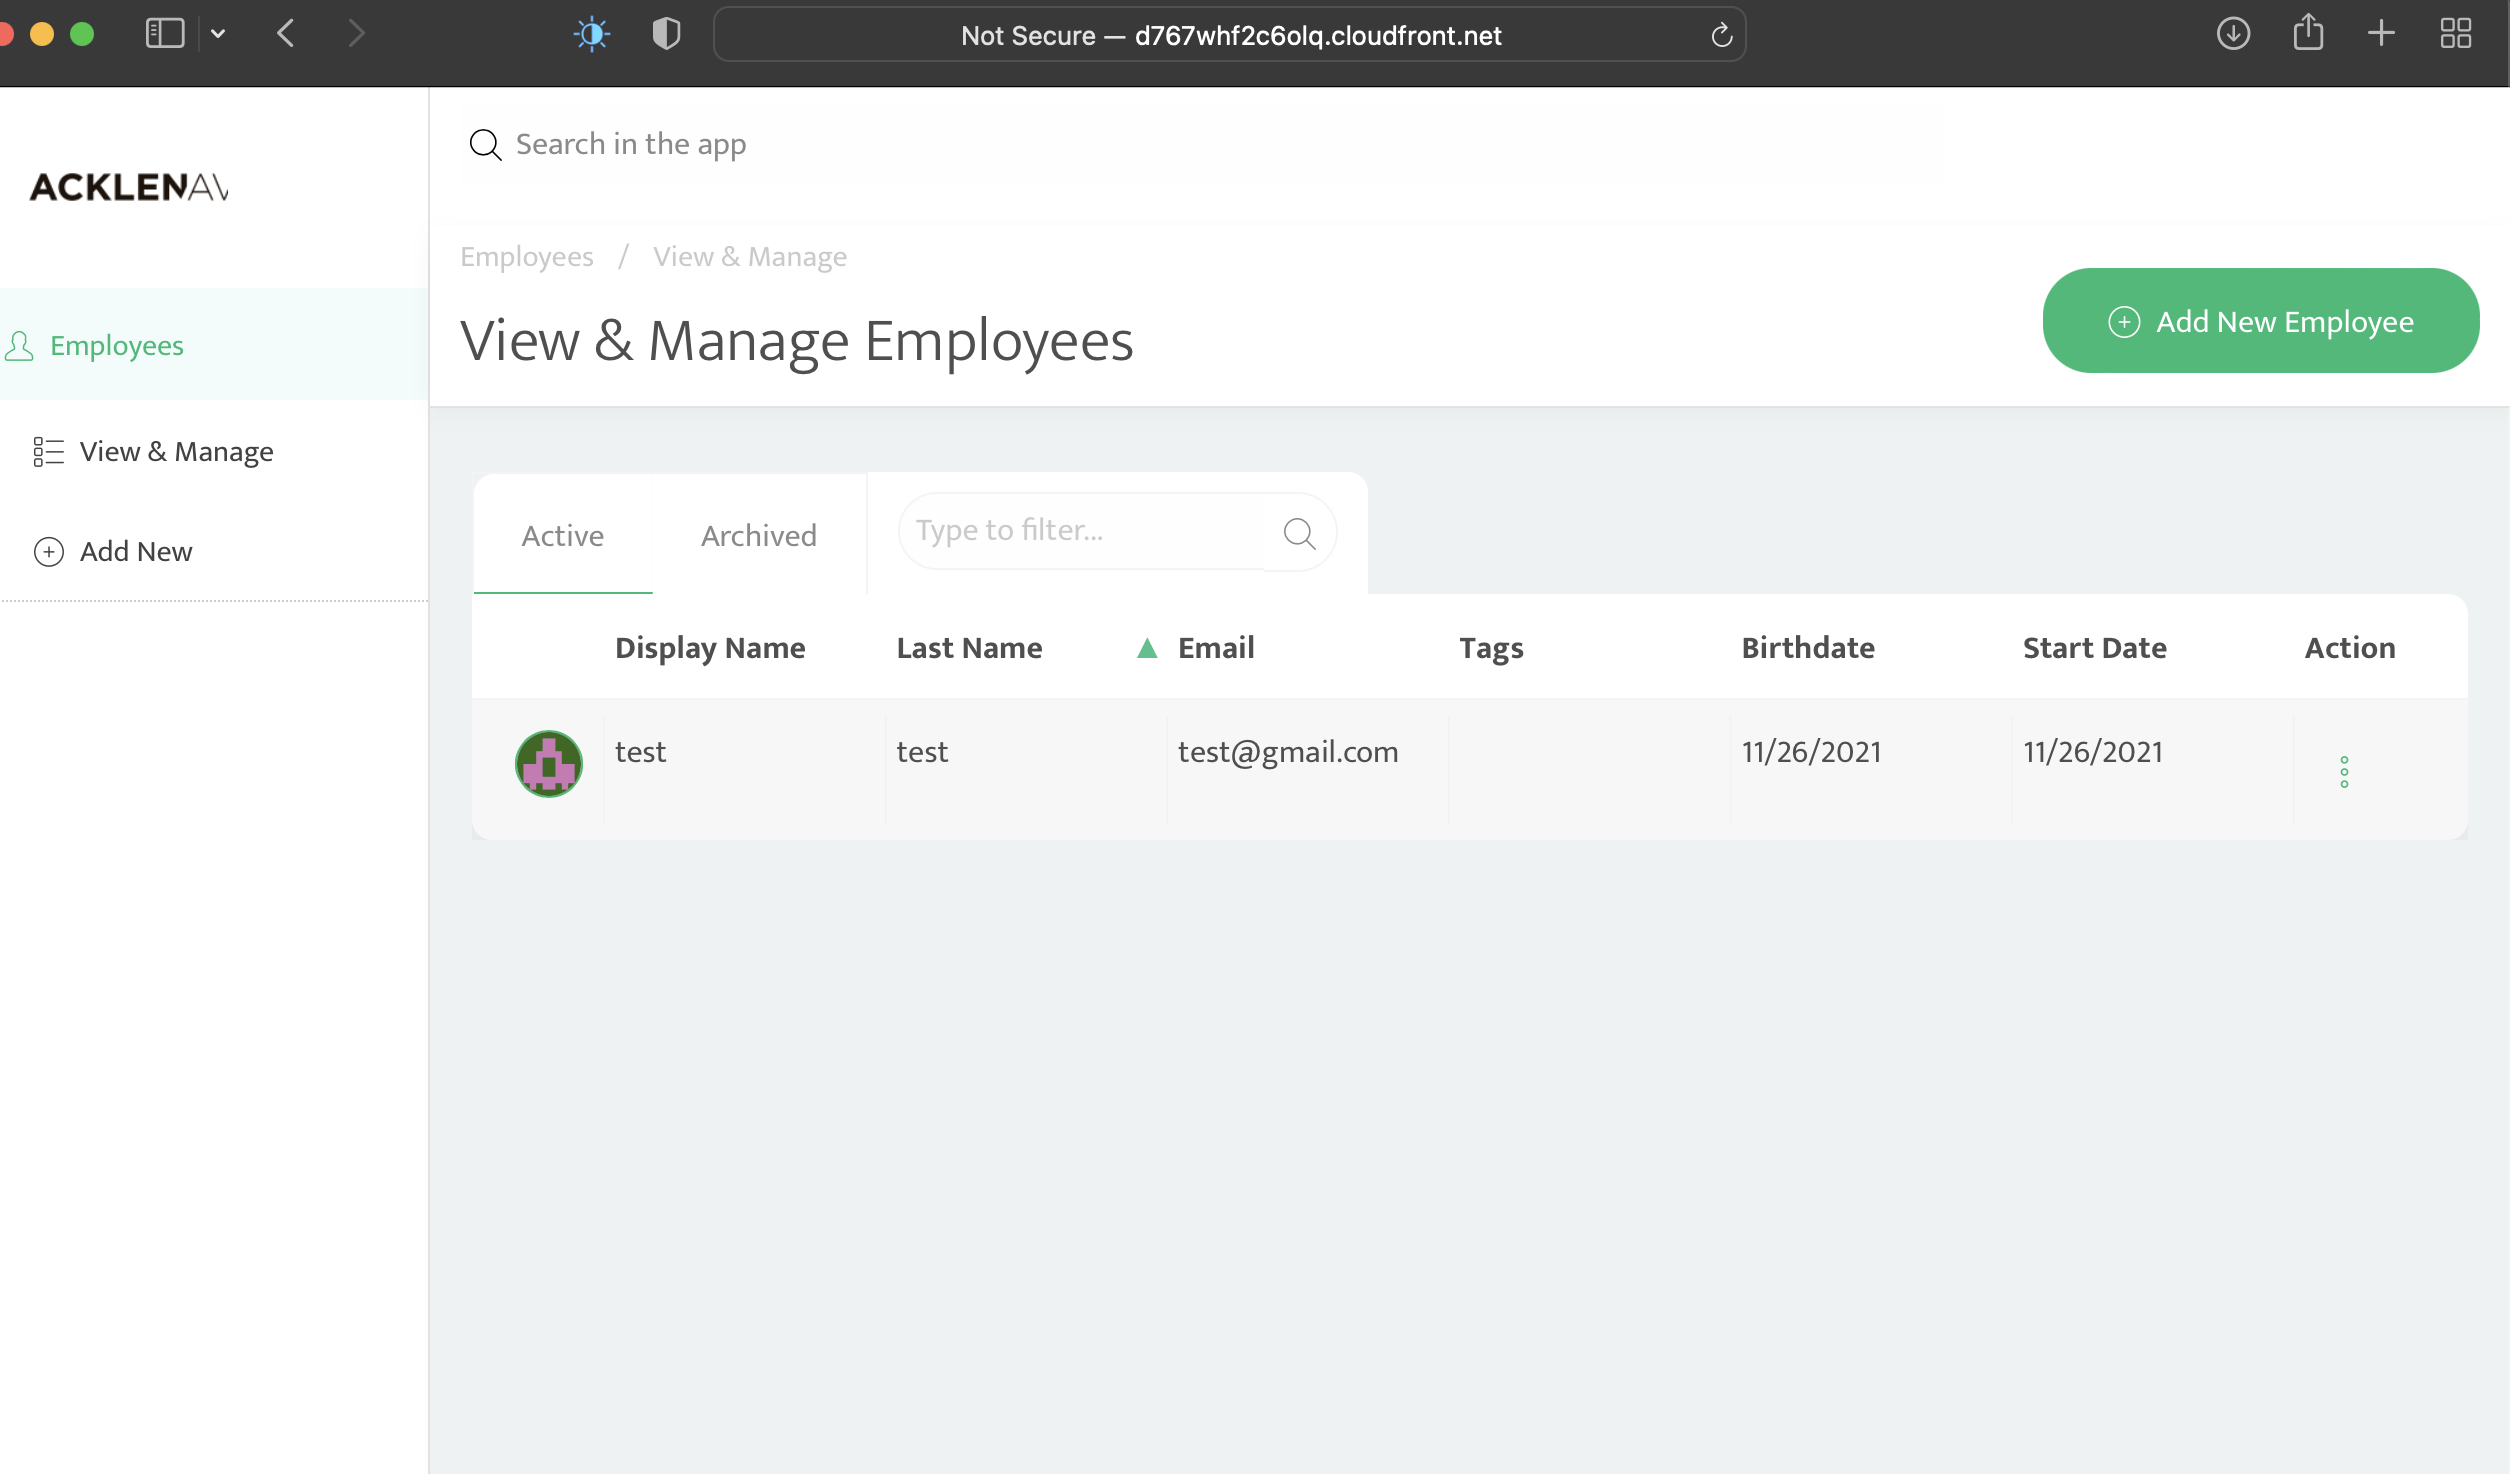 Not Secure — d767whf2c6olq.cloudfront.net
Search in the app
ACKLENAV
Employees / View & Manage
View & Manage Employees
Add New Employee
Employees
View & Manage
Add New
Active
Archived
Type to filter...
Display Name Last Name ▲ Email Tags Birthdate Start Date Action
test test test@gmail.com 11/26/2021 11/26/2021